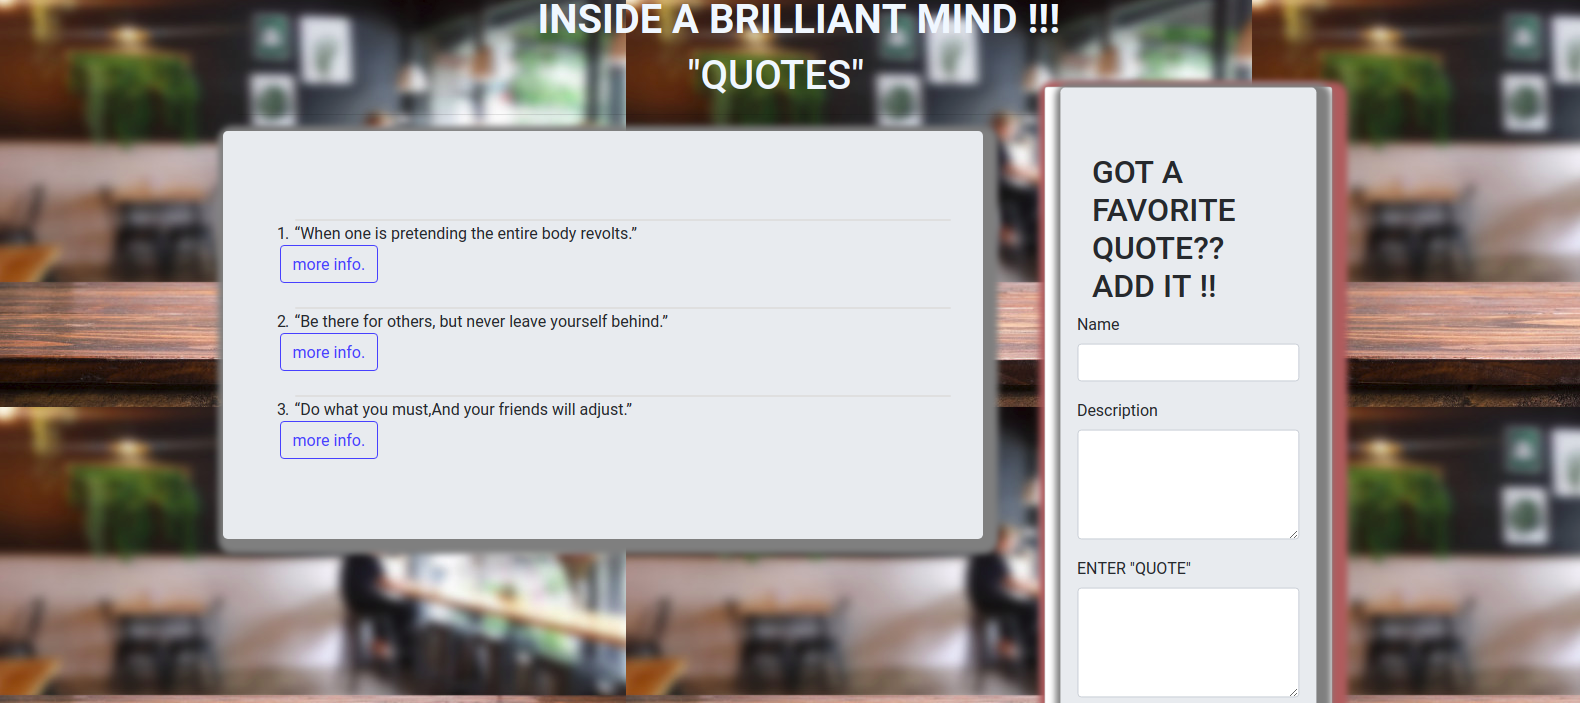 INSIDE A BRILLIANT MIND !!!
"QUOTES"
1. “When one is pretending the entire body revolts.”
more info.
2. “Be there for others, but never leave yourself behind.”
more info.
3. “Do what you must,And your friends will adjust.”
more info.
GOT A
FAVORITE
QUOTE??
ADD IT !!
Name
Description
ENTER "QUOTE"